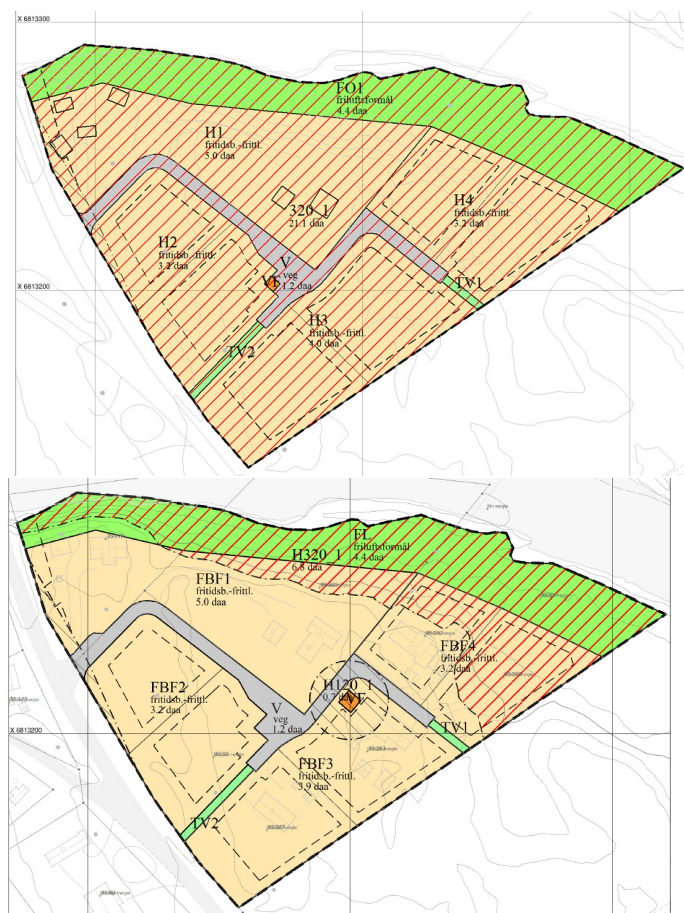 X 6813300
FO1
friluftsformål
4.4 daa
H1
fritidsb.-frittl.
5.0 daa
320_1
21.1 daa
H4
fritidsb.-frittl.
3.2 daa
H2
fritidsb.-frittl.
3.2 daa
V
veg
1.2 daa
TV1
X 6813200
H3
fritidsb.-frittl.
4.0 daa
TV2
FL
friluftsformål
4.4 daa
H320_1
6.8 daa
FBF1
fritidsb.-frittl.
5.0 daa
FBF4
fritidsb.-frittl.
3.2 daa
FBF2
fritidsb.-frittl.
3.2 daa
H120_1
V
veg
1.2 daa
TV1
X 6813200
FBF3
fritidsb.-frittl.
3.9 daa
TV2